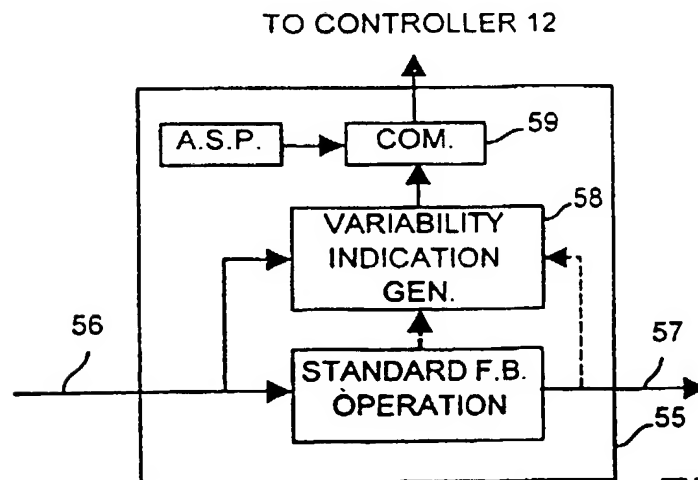 TO CONTROLLER 12
A.S.P.
COM.
59
58
VARIABILITY
INDICATION
GEN.
56
57
STANDARD F.B.
OPERATION
55